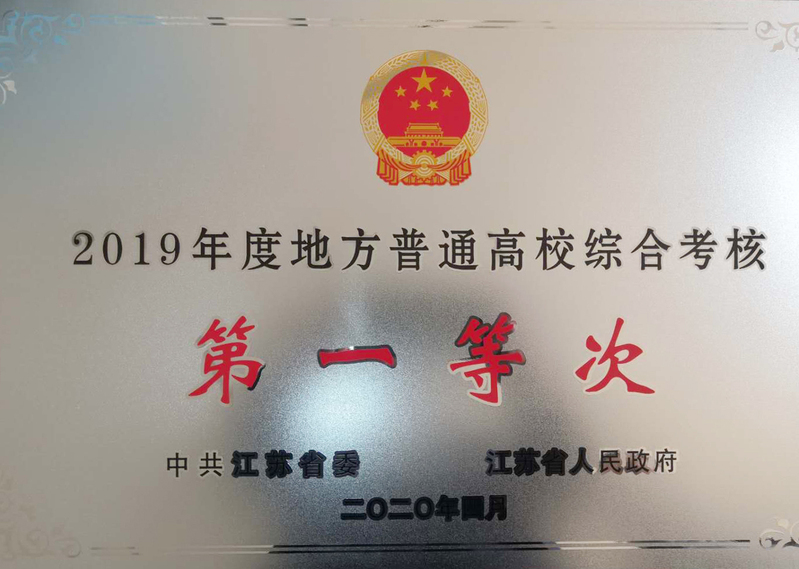 2019年度地方普通高校综合考核
第一等次
中共江苏省委 江苏省人民政府
二〇二〇年四月